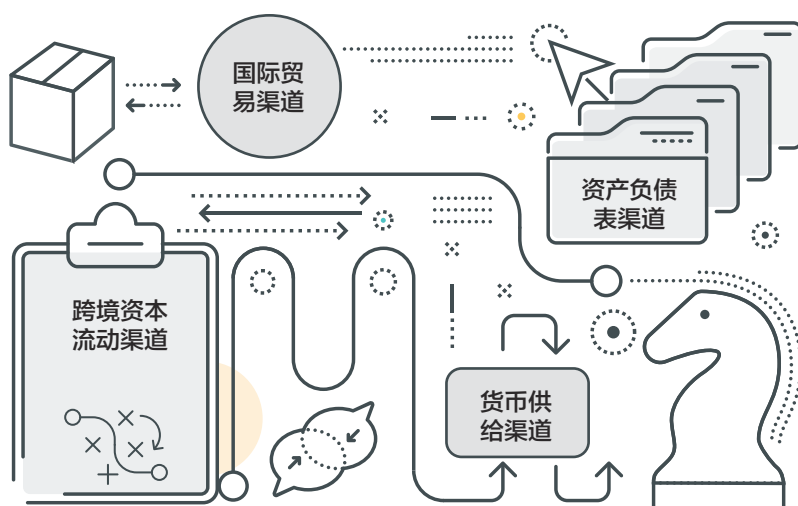 国际贸
易渠道
资产负债
表渠道
跨境资本
流动渠道
货币供
给渠道